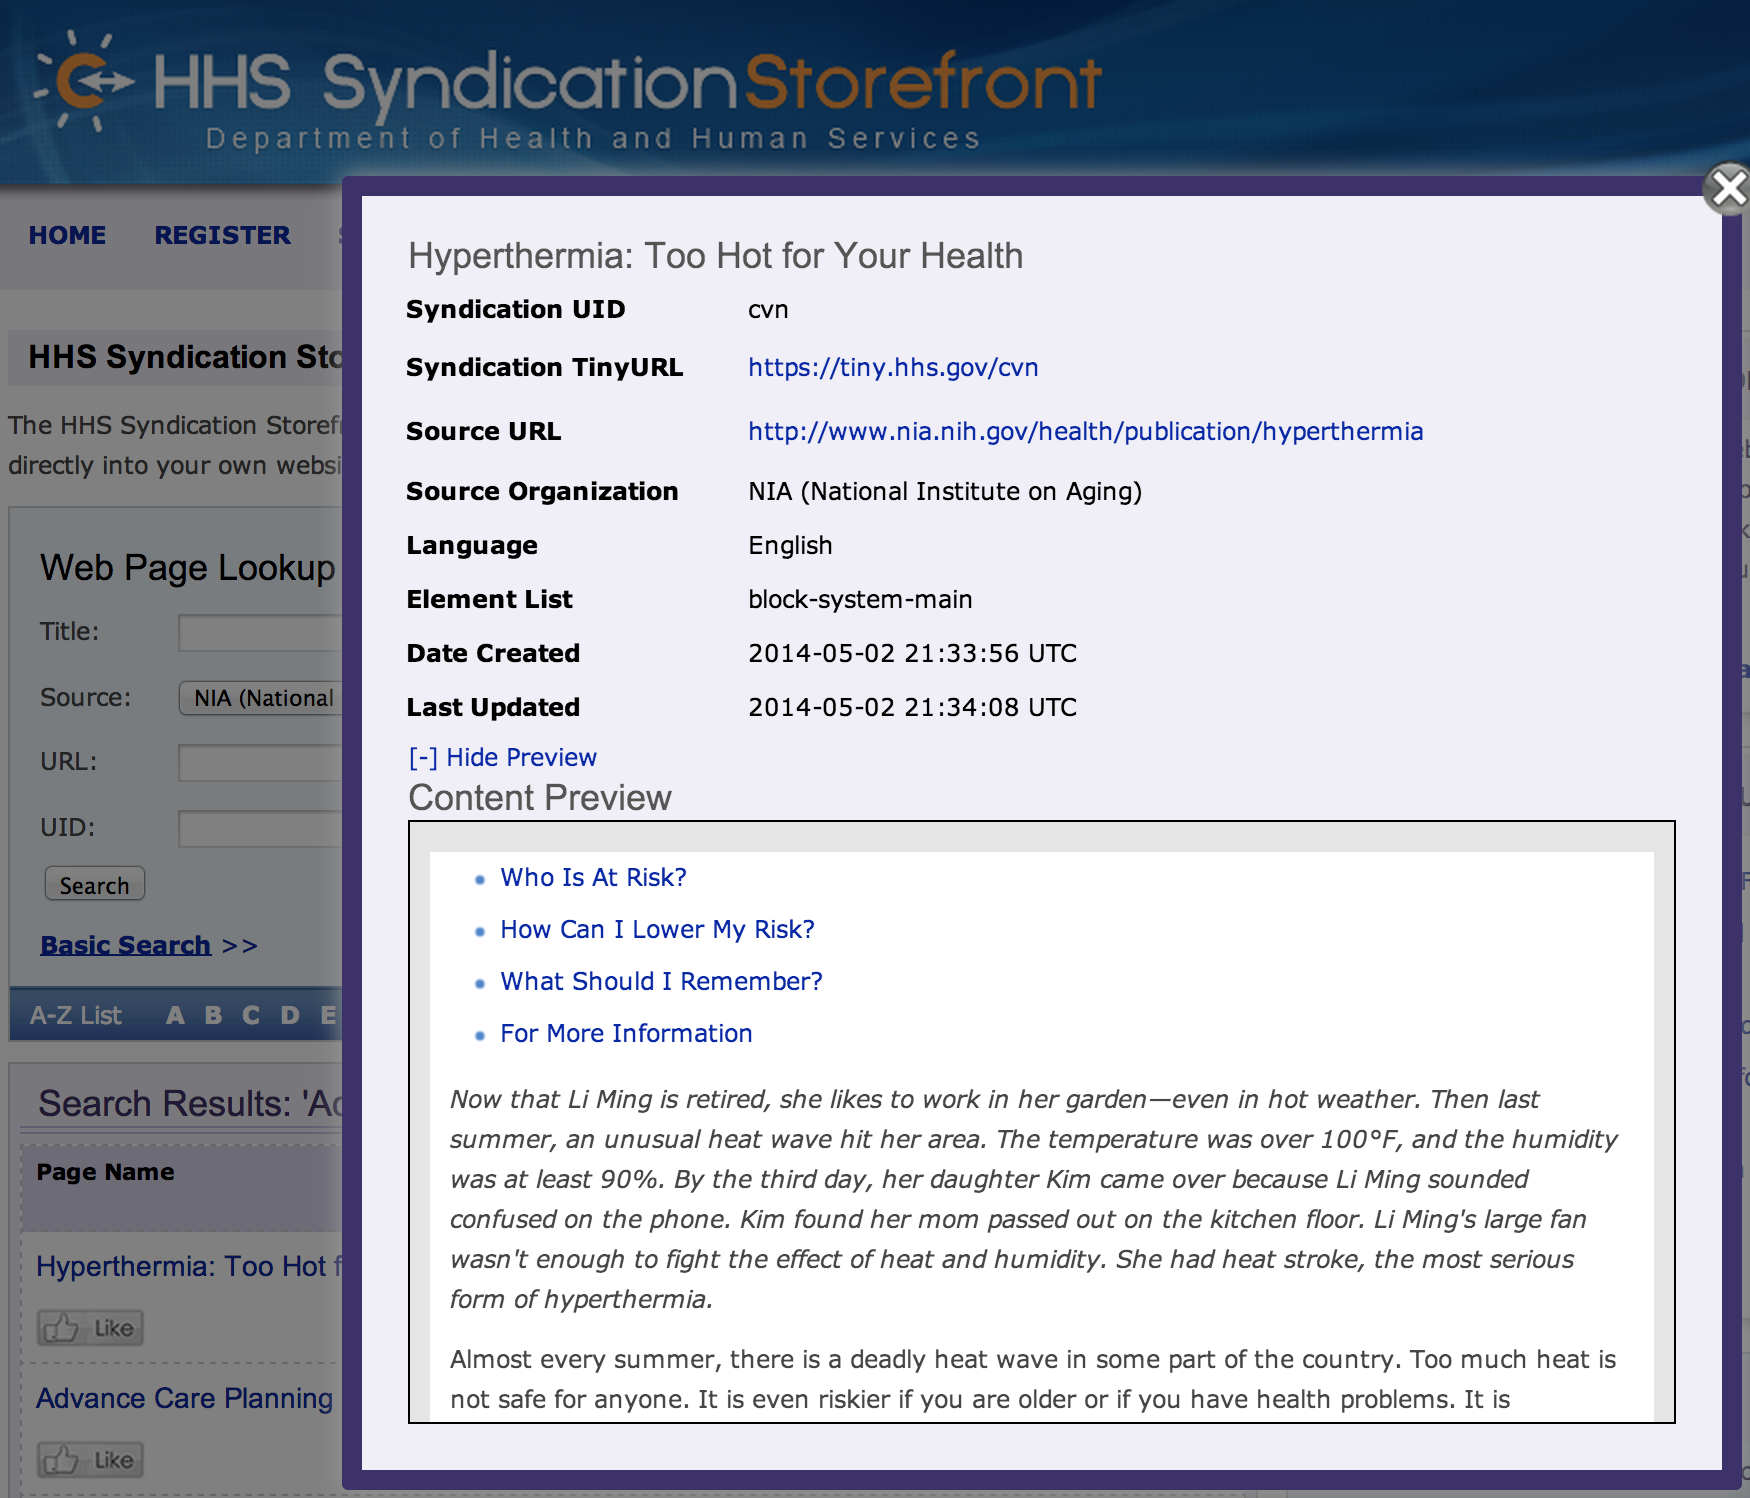 HHS SyndicationStorefront
Department of Health and Human Services
HOME REGISTER
HHS Syndication
The HHS Syndication
directly into your own
Web Page Lookup
Title:
Source: NIA (National
URL:
UID:
Search
Basic Search >>
A-Z List A B C D E
Search Results:
Page Name
Hyperthermia: Too Hot
Like
Advance Care Planning
Like
Hyperthermia: Too Hot for Your Health
Syndication UID cvn
Syndication TinyURL https://tiny.hhs.gov/cvn
Source URL http://www.nia.nih.gov/health/publication/hyperthermia
Source Organization NIA (National Institute on Aging)
Language English
Element List block-system-main
Date Created 2014-05-02 21:33:56 UTC
Last Updated 2014-05-02 21:34:08 UTC
[-] Hide Preview
Content Preview
Who Is At Risk?
How Can I Lower My Risk?
What Should I Remember?
For More Information
Now that Li Ming is retired, she likes to work in her garden—even in hot weather. Then last
summer, an unusual heat wave hit her area. The temperature was over 100°F, and the humidity
was at least 90%. By the third day, her daughter Kim came over because Li Ming sounded
confused on the phone. Kim found her mom passed out on the kitchen floor. Li Ming's large fan
wasn't enough to fight the effect of heat and humidity. She had heat stroke, the most serious
form of hyperthermia.
Almost every summer, there is a deadly heat wave in some part of the country. Too much heat is
not safe for anyone. It is even riskier if you are older or if you have health problems. It is